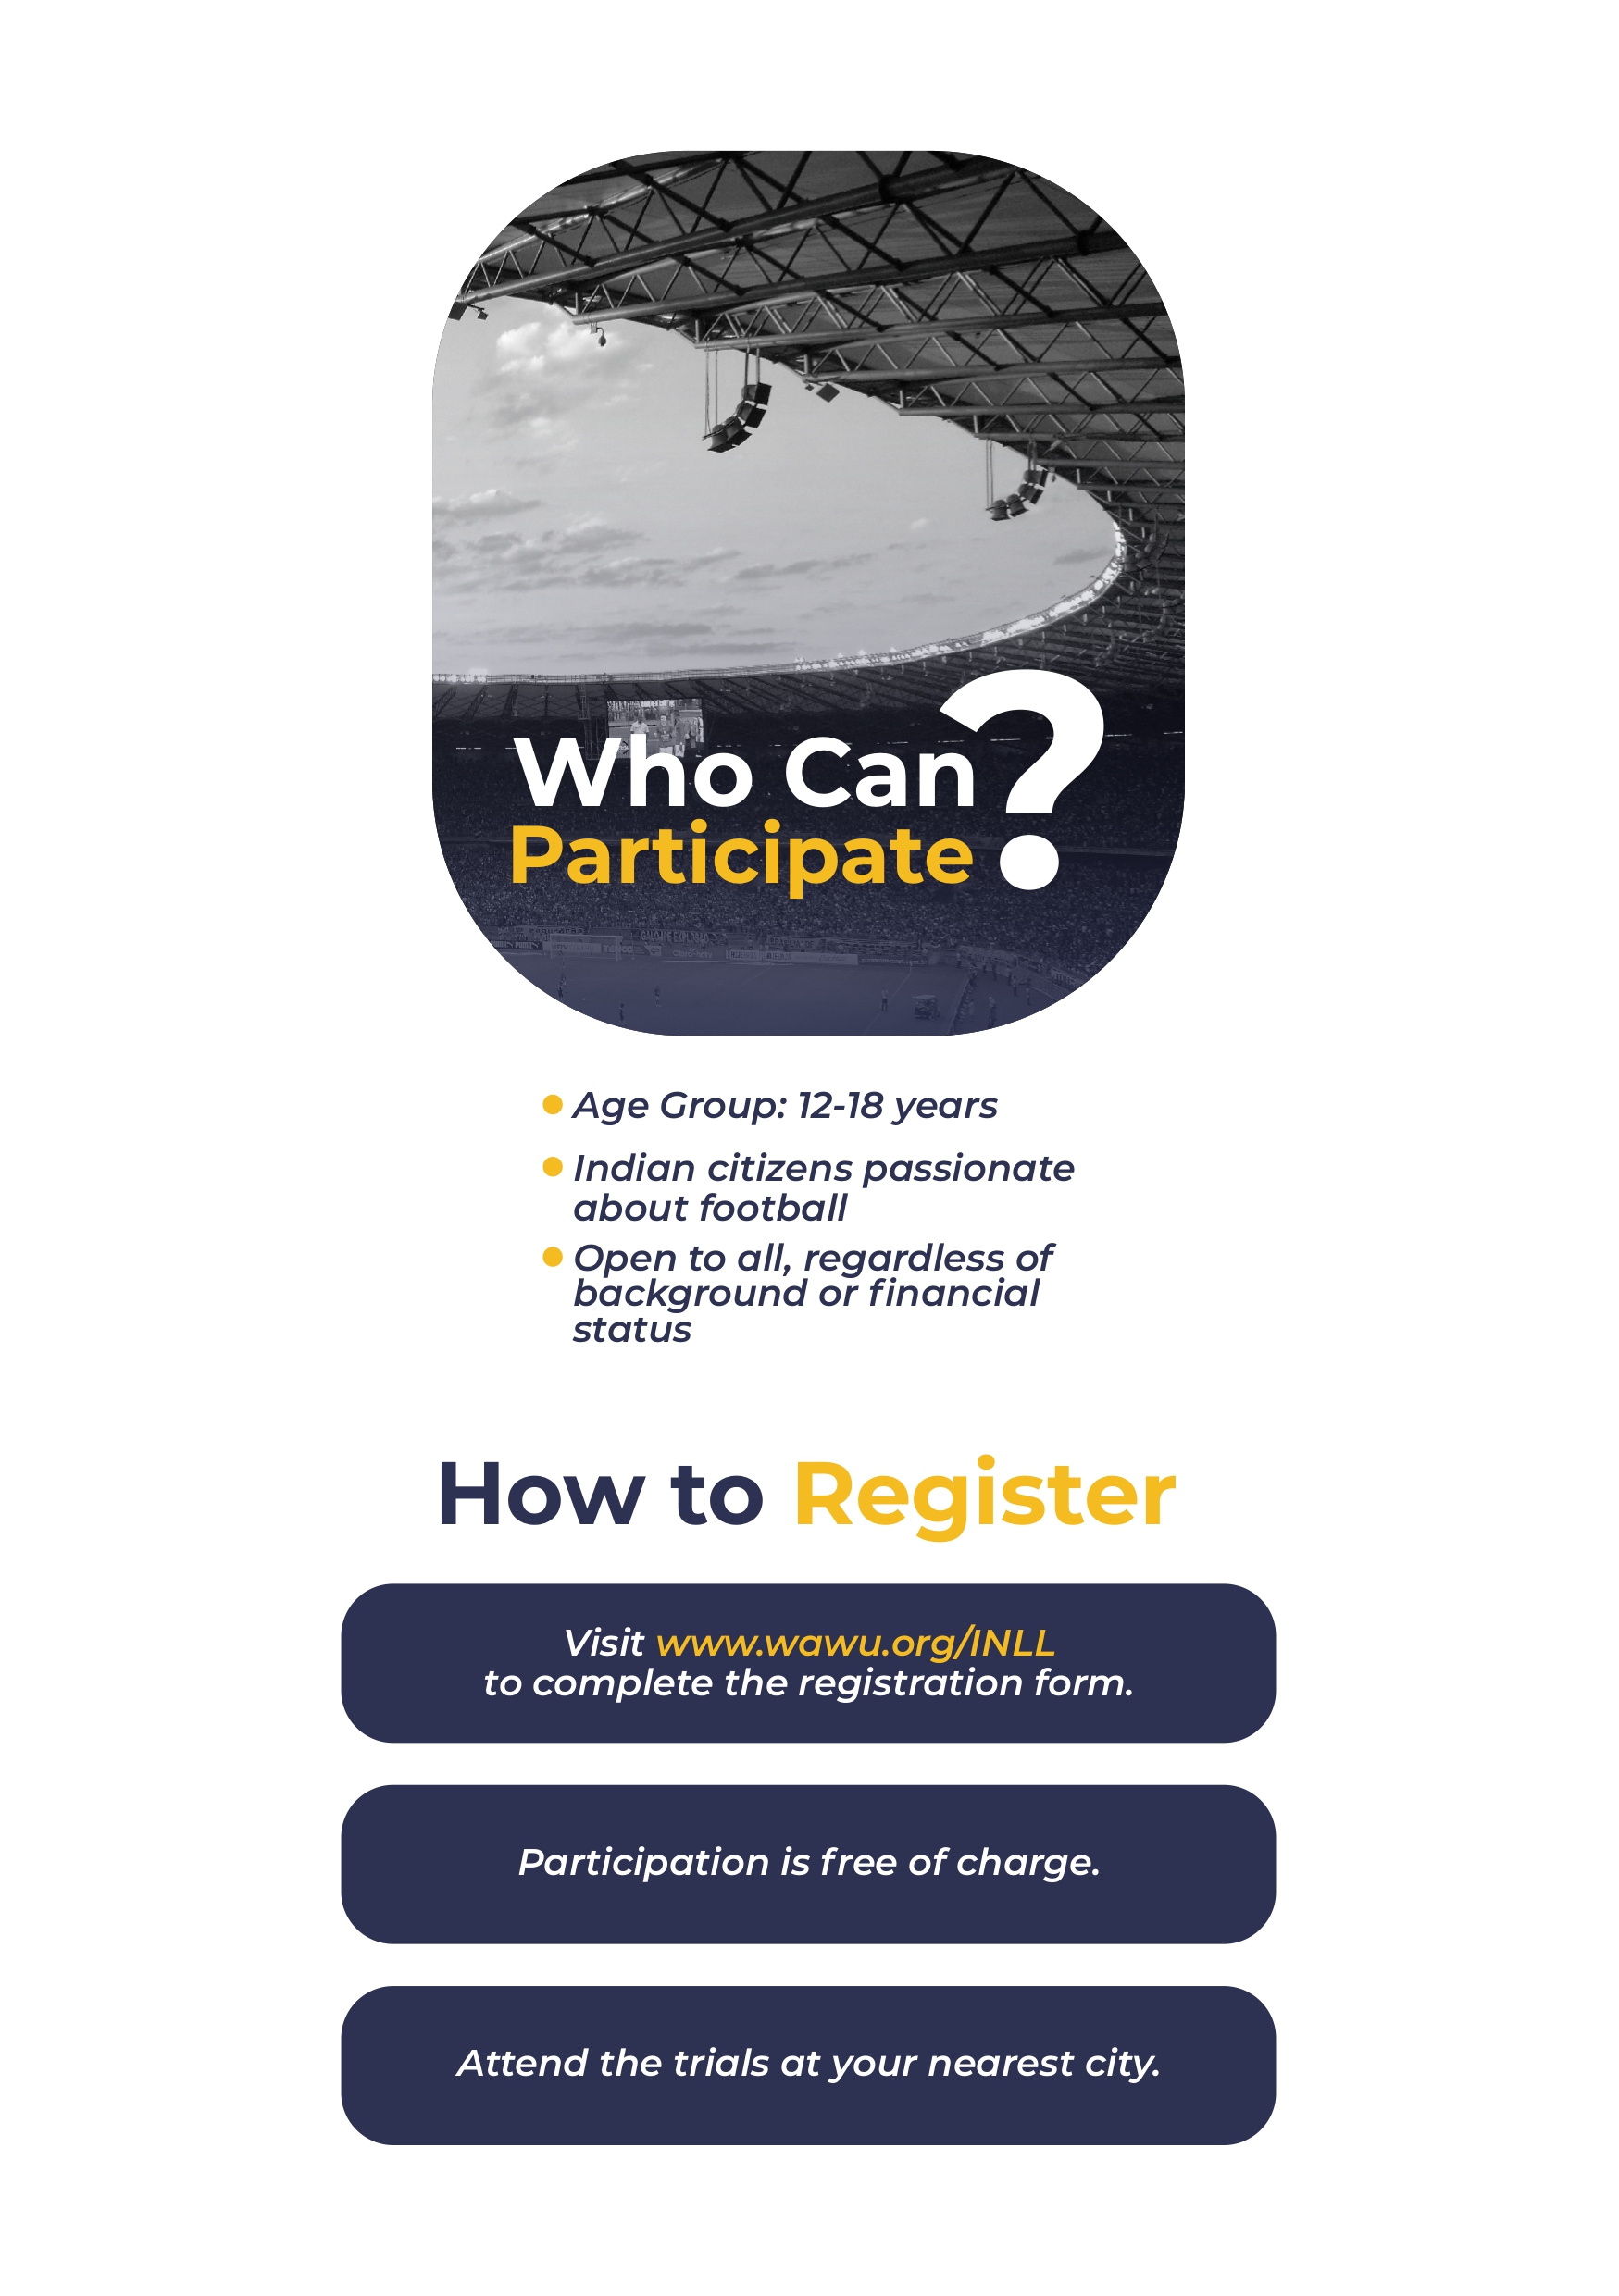 Who Can
Participate?
Age Group: 12-18 years
Indian citizens passionate
about football
Open to all, regardless of
background or financial
status
How to Register
Visit www.wawu.org/INLL
to complete the registration form.
Participation is free of charge.
Attend the trials at your nearest city.